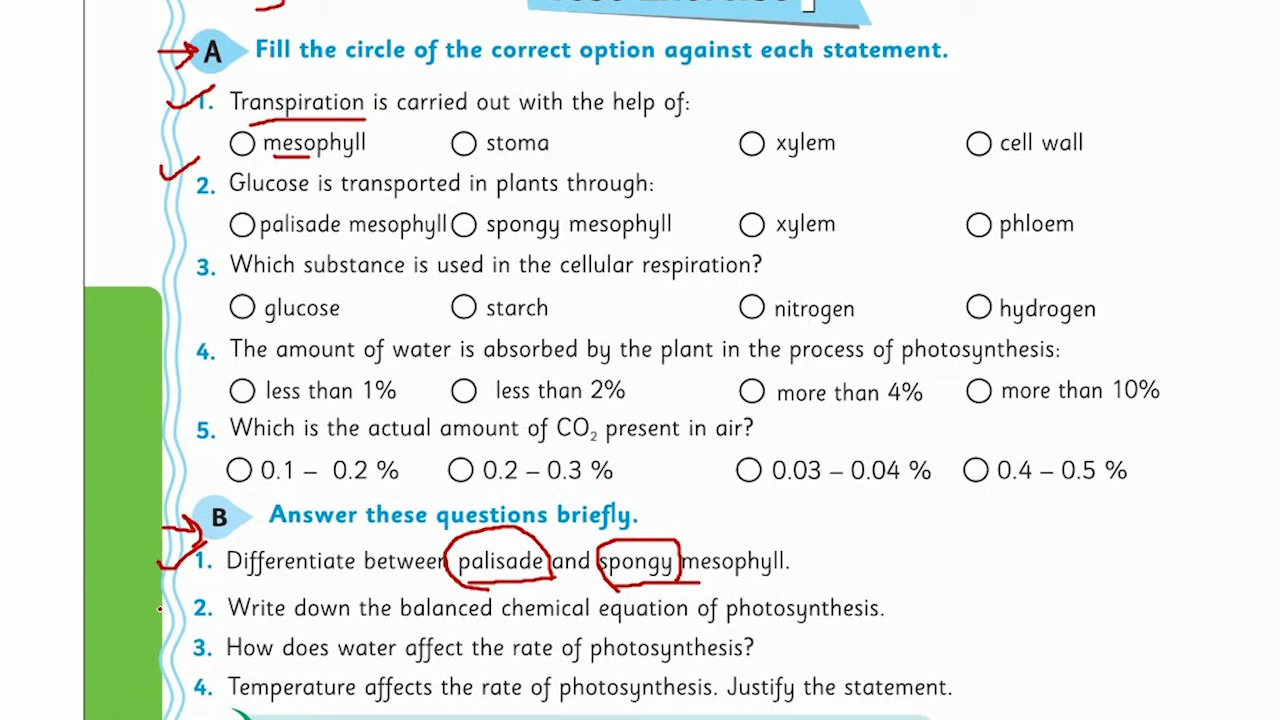 A Fill the circle of the correct option against each statement.
1. Transpiration is carried out with the help of:
mesophyll stoma xylem cell wall
2. Glucose is transported in plants through:
palisade mesophyll spongy mesophyll xylem phloem
3. Which substance is used in the cellular respiration?
glucose starch nitrogen hydrogen
4. The amount of water is absorbed by the plant in the process of photosynthesis:
less than 1% less than 2% more than 4% more than 10%
5. Which is the actual amount of CO₂ present in air?
0.1 – 0.2 % 0.2 – 0.3 % 0.03 – 0.04 % 0.4 – 0.5 %
B Answer these questions briefly.
1. Differentiate between palisade and spongy mesophyll.
2. Write down the balanced chemical equation of photosynthesis.
3. How does water affect the rate of photosynthesis?
4. Temperature affects the rate of photosynthesis. Justify the statement.